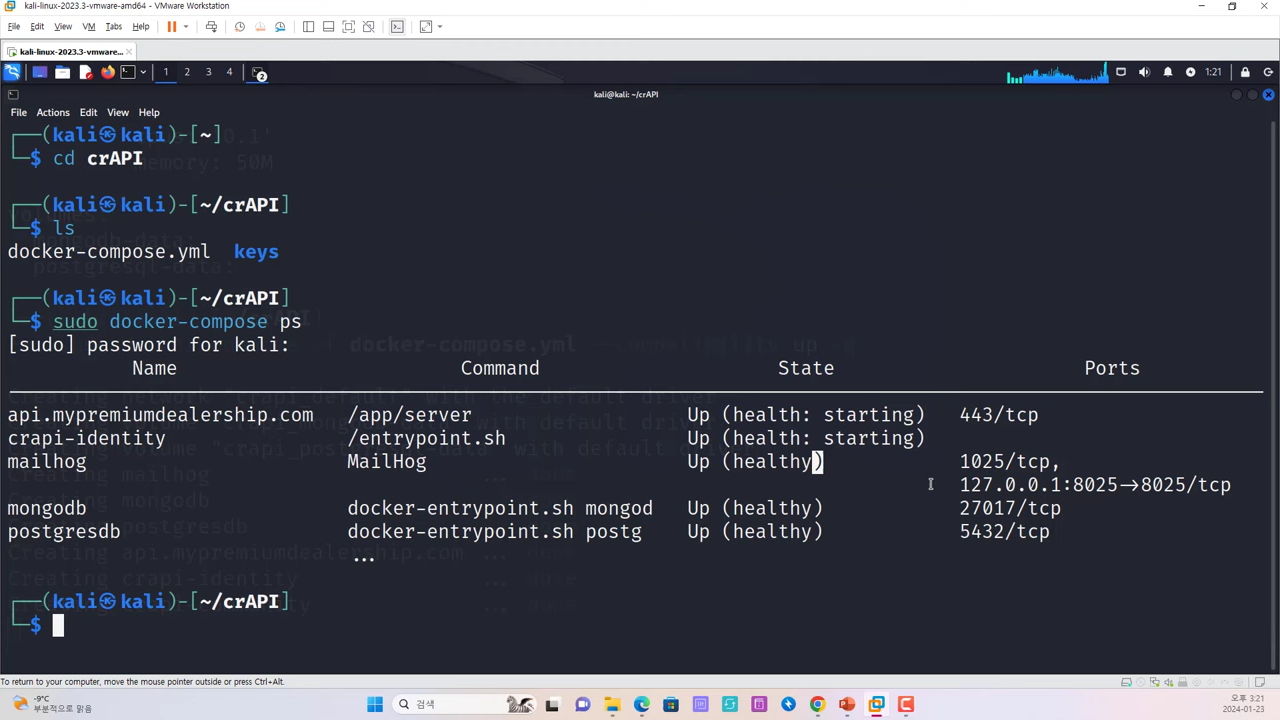 kali-linux-2023.3-vmware-amd64 - VMware Workstation
File Edit View VM Tabs Help
kali-linux-2023.3-vmware...
1 2 3 4 2 1:21
kali@kali: ~/crAPI
File Actions Edit View Help
┌──(kali㉿kali)-[~]
└─$ cd crAPI
┌──(kali㉿kali)-[~/crAPI]
└─$ ls
docker-compose.yml keys
┌──(kali㉿kali)-[~/crAPI]
└─$ sudo docker-compose ps
[sudo] password for kali:
Name Command State Ports
api.mypremiumdealership.com /app/server Up (health: starting) 443/tcp
crapi-identity /entrypoint.sh Up (health: starting)
mailhog MailHog Up (healthy) 1025/tcp,
127.0.0.1:8025->8025/tcp
mongodb docker-entrypoint.sh mongod Up (healthy) 27017/tcp
postgresdb docker-entrypoint.sh postg Up (healthy) 5432/tcp
...
┌──(kali㉿kali)-[~/crAPI]
└─$
To return to your computer, move the mouse pointer outside or press Ctrl+Alt.
-9°C
부분적으로 맑음
검색
오후 3:21
2024-01-23